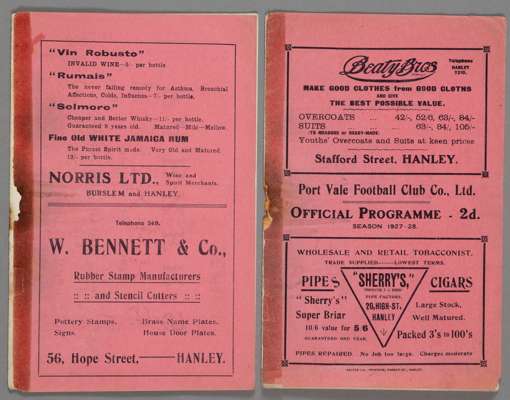 "Vin Robusto"
INVALID WINE—5/- per bottle
"Rumais"
The never failing remedy for Asthma, Bronchial
Affections, Colds, Influenza—7/- per bottle.
"Solmore"
Cheaper and Better Whisky—11/- per bottle.
Guaranteed 8 years old. Matured—Mild—Mellow.
Fine Old WHITE JAMAICA RUM
The Purest Spirit made. Very Old and Matured.
12/- per bottle.
NORRIS LTD. Wine and
Spirit Merchants.
BURSLEM and HANLEY.
Telephone 249.
W. BENNETT & Co.,
Rubber Stamp Manufacturers
:: :: and Stencil Cutters :: ::
Pottery Stamps. Brass Name Plates.
Signs. House Door Plates.
56, Hope Street,—HANLEY.
Beaty Bros
Telephone
HANLEY
MAKE GOOD CLOTHES from GOOD CLOTHS
AND GIVE
THE BEST POSSIBLE VALUE.
OVERCOATS ... 42/-, 52/6, 63/-, 84/-
SUITS ... 63/-, 84/-, 105/-
TO MEASURE or READY-MADE.
Youths' Overcoats and Suits at keen prices
Stafford Street, HANLEY.
Port Vale Football Club Co., Ltd.
OFFICIAL PROGRAMME - 2d.
SEASON 1927-28.
WHOLESALE AND RETAIL TOBACCONIST.
TRADE SUPPLIED—LOWEST TERMS.
PIPES "SHERRY'S," CIGARS
PIPE FACTORS,
20, HIGH-ST,
HANLEY
"Sherry's"
Super Briar
10/6 value for 5/6
GUARANTEED ONE YEAR.
Large Stock,
Well Matured.
Packed 3's to 100's
PIPES REPAIRED. No Job too large. Charges moderate